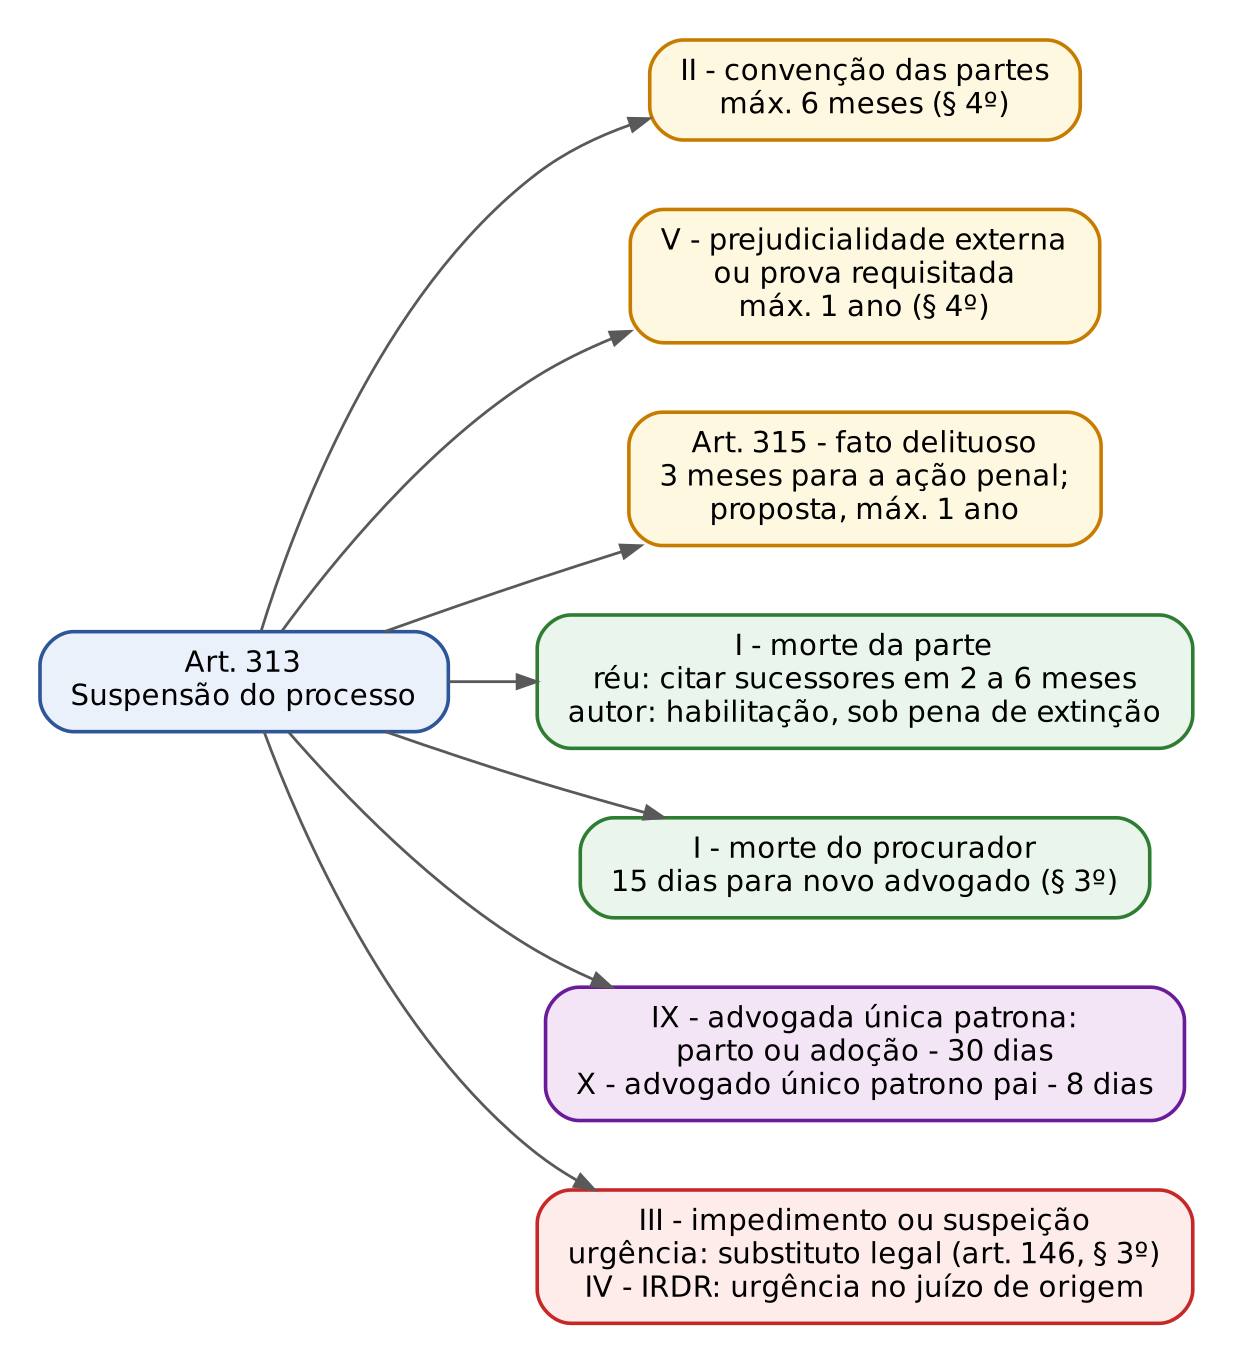 II - convenção das partes
máx. 6 meses (§ 4º)
V - prejudicialidade externa
ou prova requisitada
máx. 1 ano (§ 4º)
Art. 315 - fato delituoso
3 meses para a ação penal;
proposta, máx. 1 ano
Art. 313
Suspensão do processo
I - morte da parte
réu: citar sucessores em 2 a 6 meses
autor: habilitação, sob pena de extinção
I - morte do procurador
15 dias para novo advogado (§ 3º)
IX - advogada única patrona:
parto ou adoção - 30 dias
X - advogado único patrono pai - 8 dias
III - impedimento ou suspeição
urgência: substituto legal (art. 146, § 3º)
IV - IRDR: urgência no juízo de origem